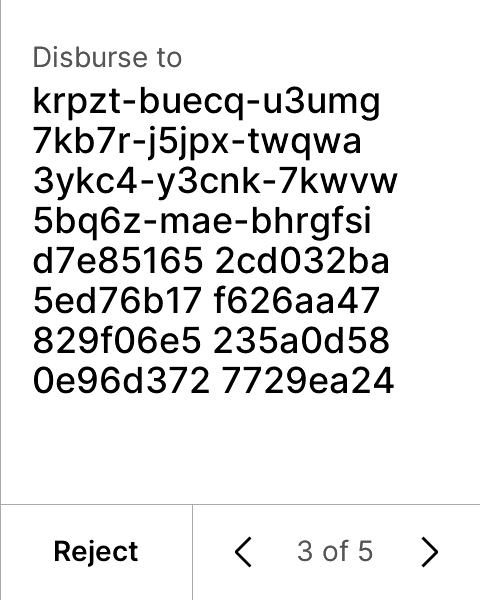 Disburse to
krpzt-buecq-u3umg
7kb7r-j5jpx-twqwa
3ykc4-y3cnk-7kwvw
5bq6z-mae-bhrgfsi
d7e85165 2cd032ba
5ed76b17 f626aa47
829f06e5 235a0d58
0e96d372 7729ea24
Reject
3 of 5